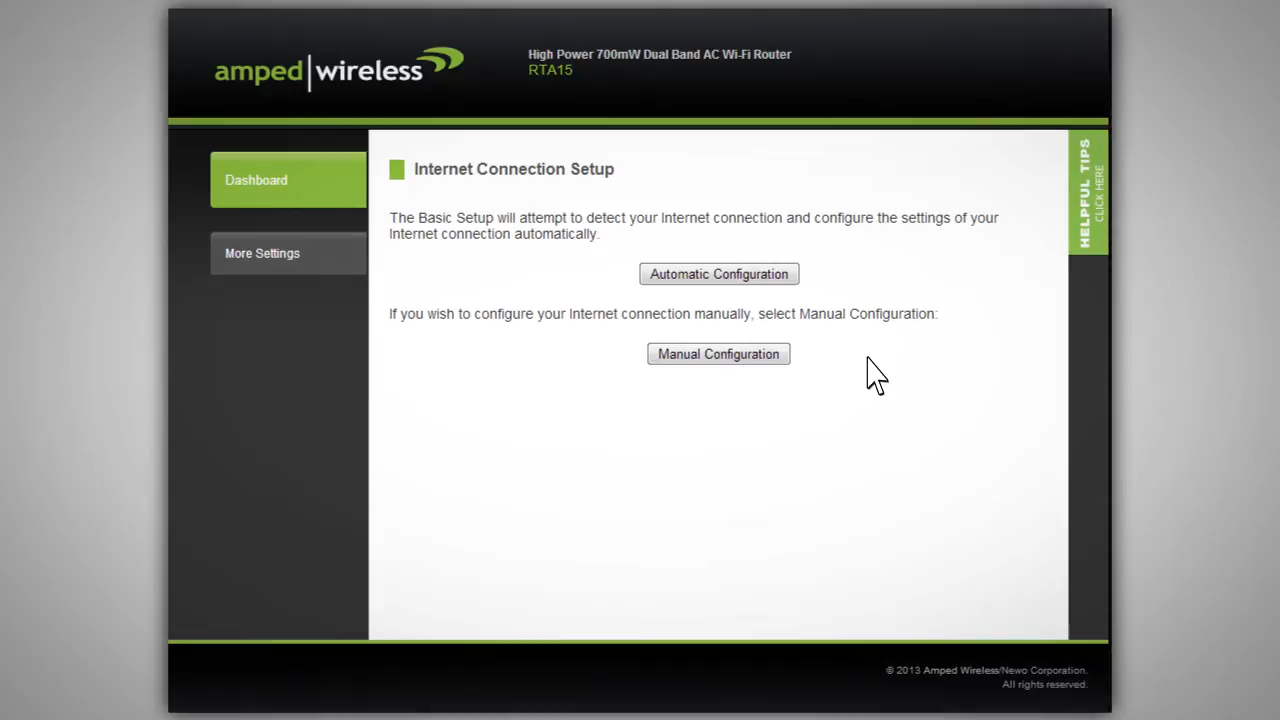 amped|wireless
High Power 700mW Dual Band AC Wi-Fi Router
RTA15
Dashboard
More Settings
Internet Connection Setup
The Basic Setup will attempt to detect your Internet connection and configure the settings of your
Internet connection automatically.
Automatic Configuration
If you wish to configure your Internet connection manually, select Manual Configuration:
Manual Configuration
HELPFUL TIPS
CLICK HERE
© 2013 Amped Wireless/Newo Corporation.
All rights reserved.